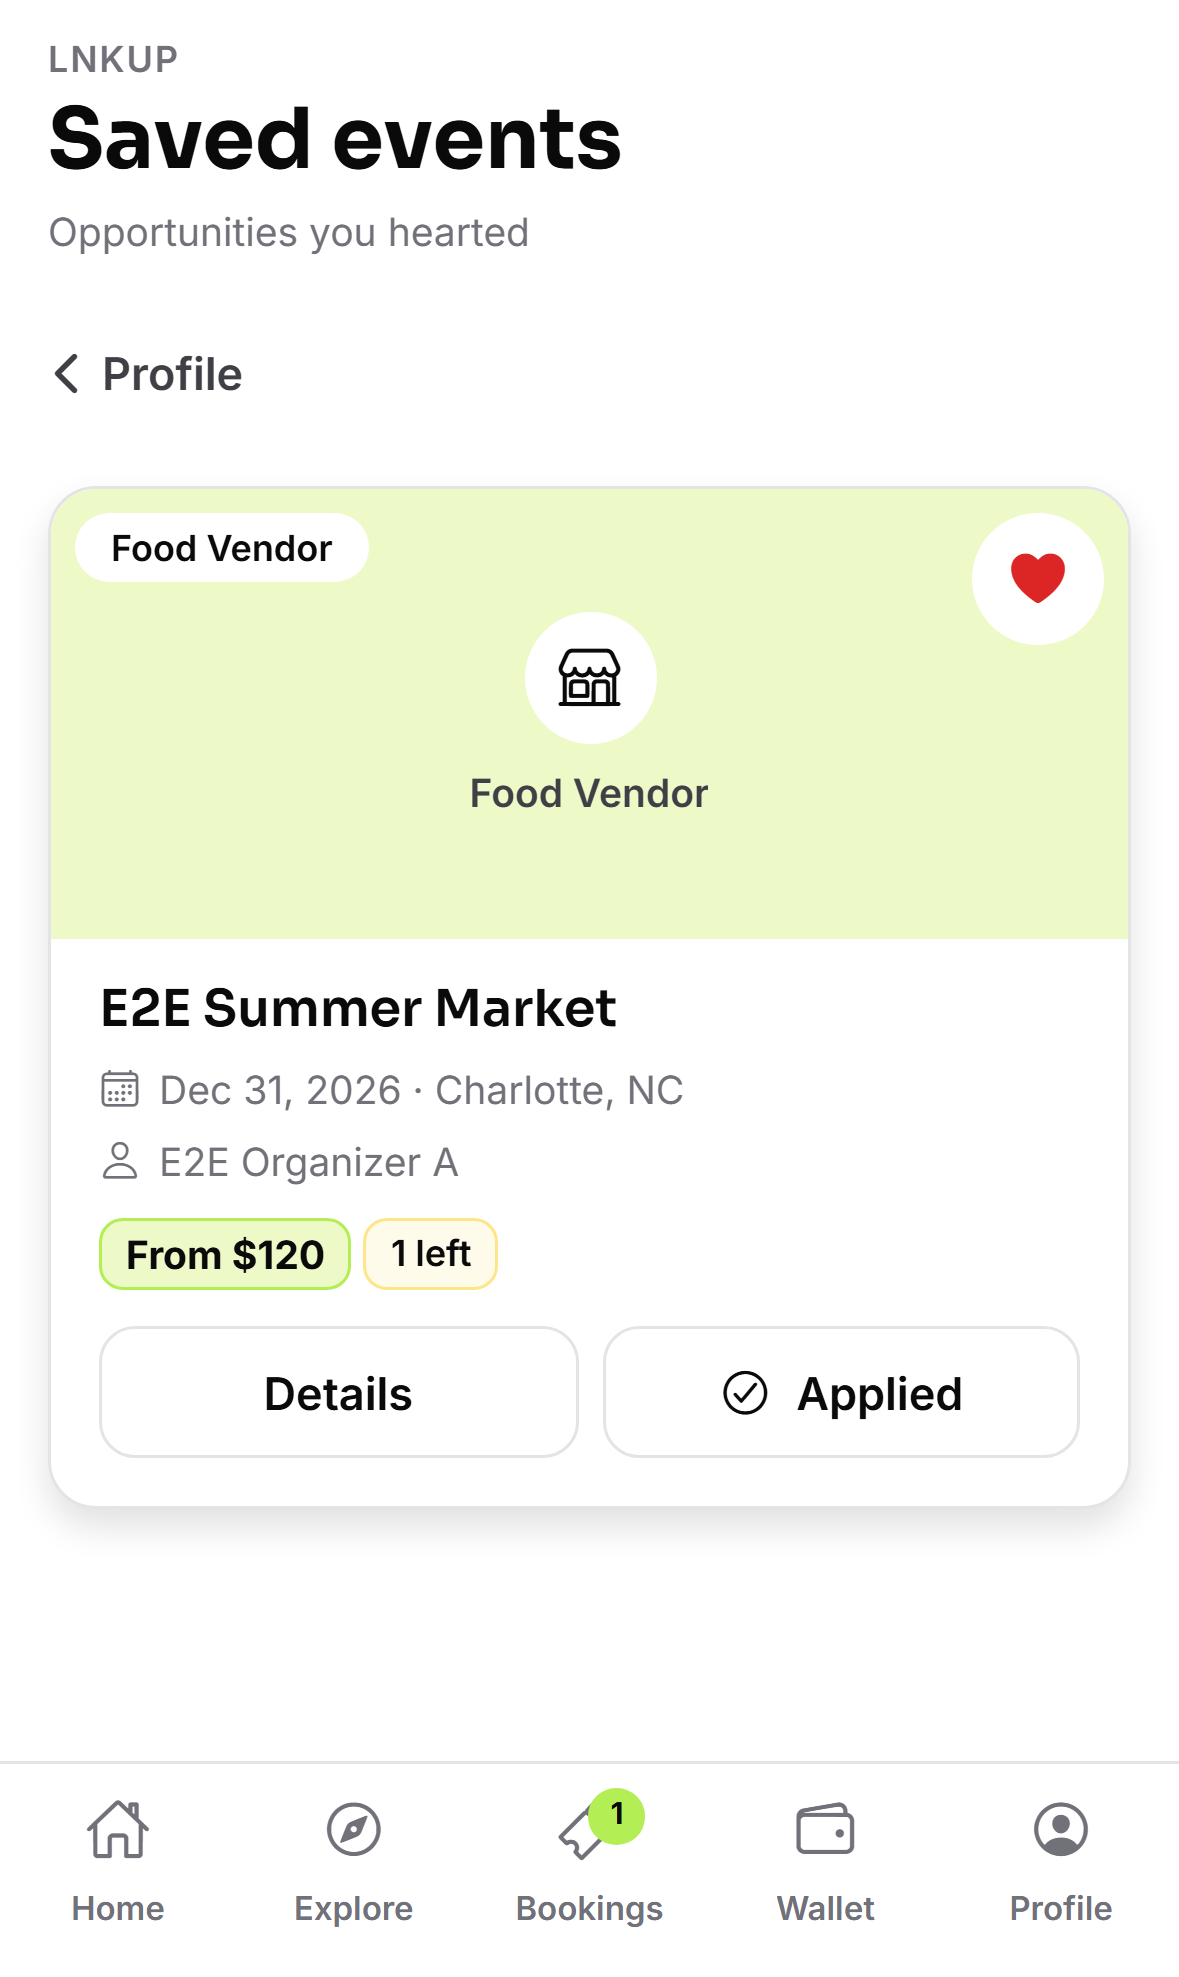 LNKUP
Saved events
Opportunities you hearted
Profile
Food Vendor
Food Vendor
E2E Summer Market
Dec 31, 2026 · Charlotte, NC
E2E Organizer A
From $120
1 left
Details
Applied
1
Home
Explore
Bookings
Wallet
Profile